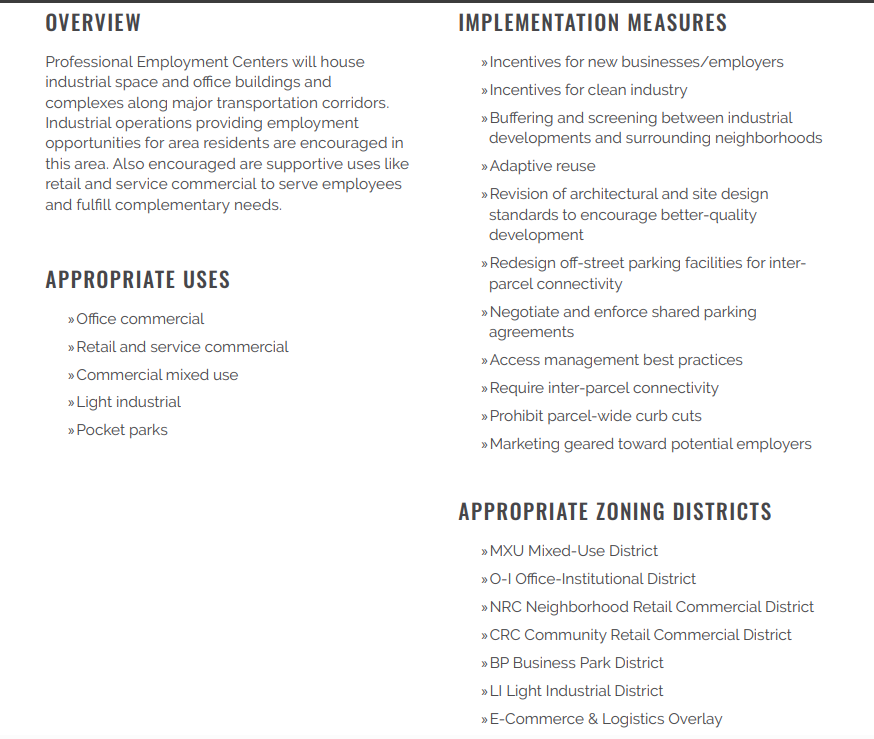 OVERVIEW
Professional Employment Centers will house
industrial space and office buildings and
complexes along major transportation corridors.
Industrial operations providing employment
opportunities for area residents are encouraged in
this area. Also encouraged are supportive uses like
retail and service commercial to serve employees
and fulfill complementary needs.
APPROPRIATE USES
»Office commercial
»Retail and service commercial
»Commercial mixed use
»Light industrial
»Pocket parks
IMPLEMENTATION MEASURES
»Incentives for new businesses/employers
»Incentives for clean industry
»Buffering and screening between industrial
developments and surrounding neighborhoods
»Adaptive reuse
»Revision of architectural and site design
standards to encourage better-quality
development
»Redesign off-street parking facilities for inter-
parcel connectivity
»Negotiate and enforce shared parking
agreements
»Access management best practices
»Require inter-parcel connectivity
»Prohibit parcel-wide curb cuts
»Marketing geared toward potential employers
APPROPRIATE ZONING DISTRICTS
»MXU Mixed-Use District
»O-I Office-Institutional District
»NRC Neighborhood Retail Commercial District
»CRC Community Retail Commercial District
»BP Business Park District
»LI Light Industrial District
»E-Commerce & Logistics Overlay